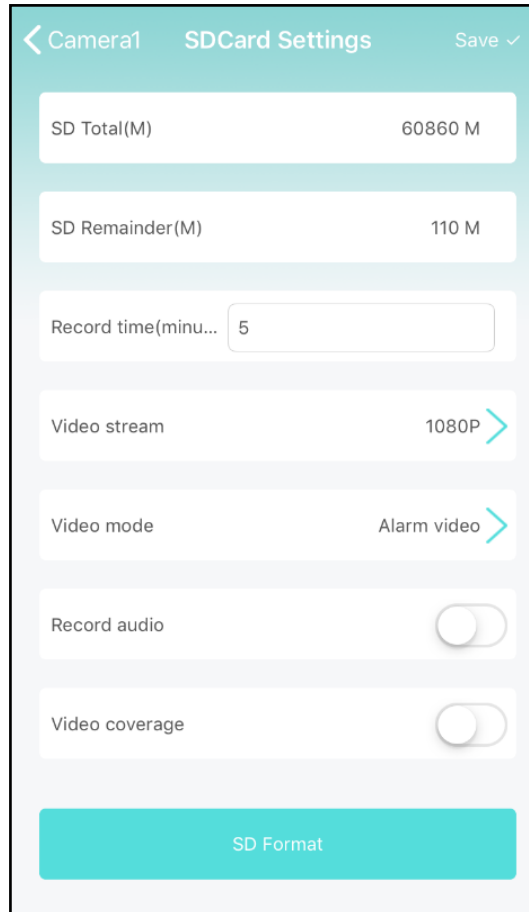 Camera1 SDCard Settings Save
SD Total(M) 60860 M
SD Remainder(M) 110 M
Record time(minu... 5
Video stream 1080P
Video mode Alarm video
Record audio
Video coverage
SD Format